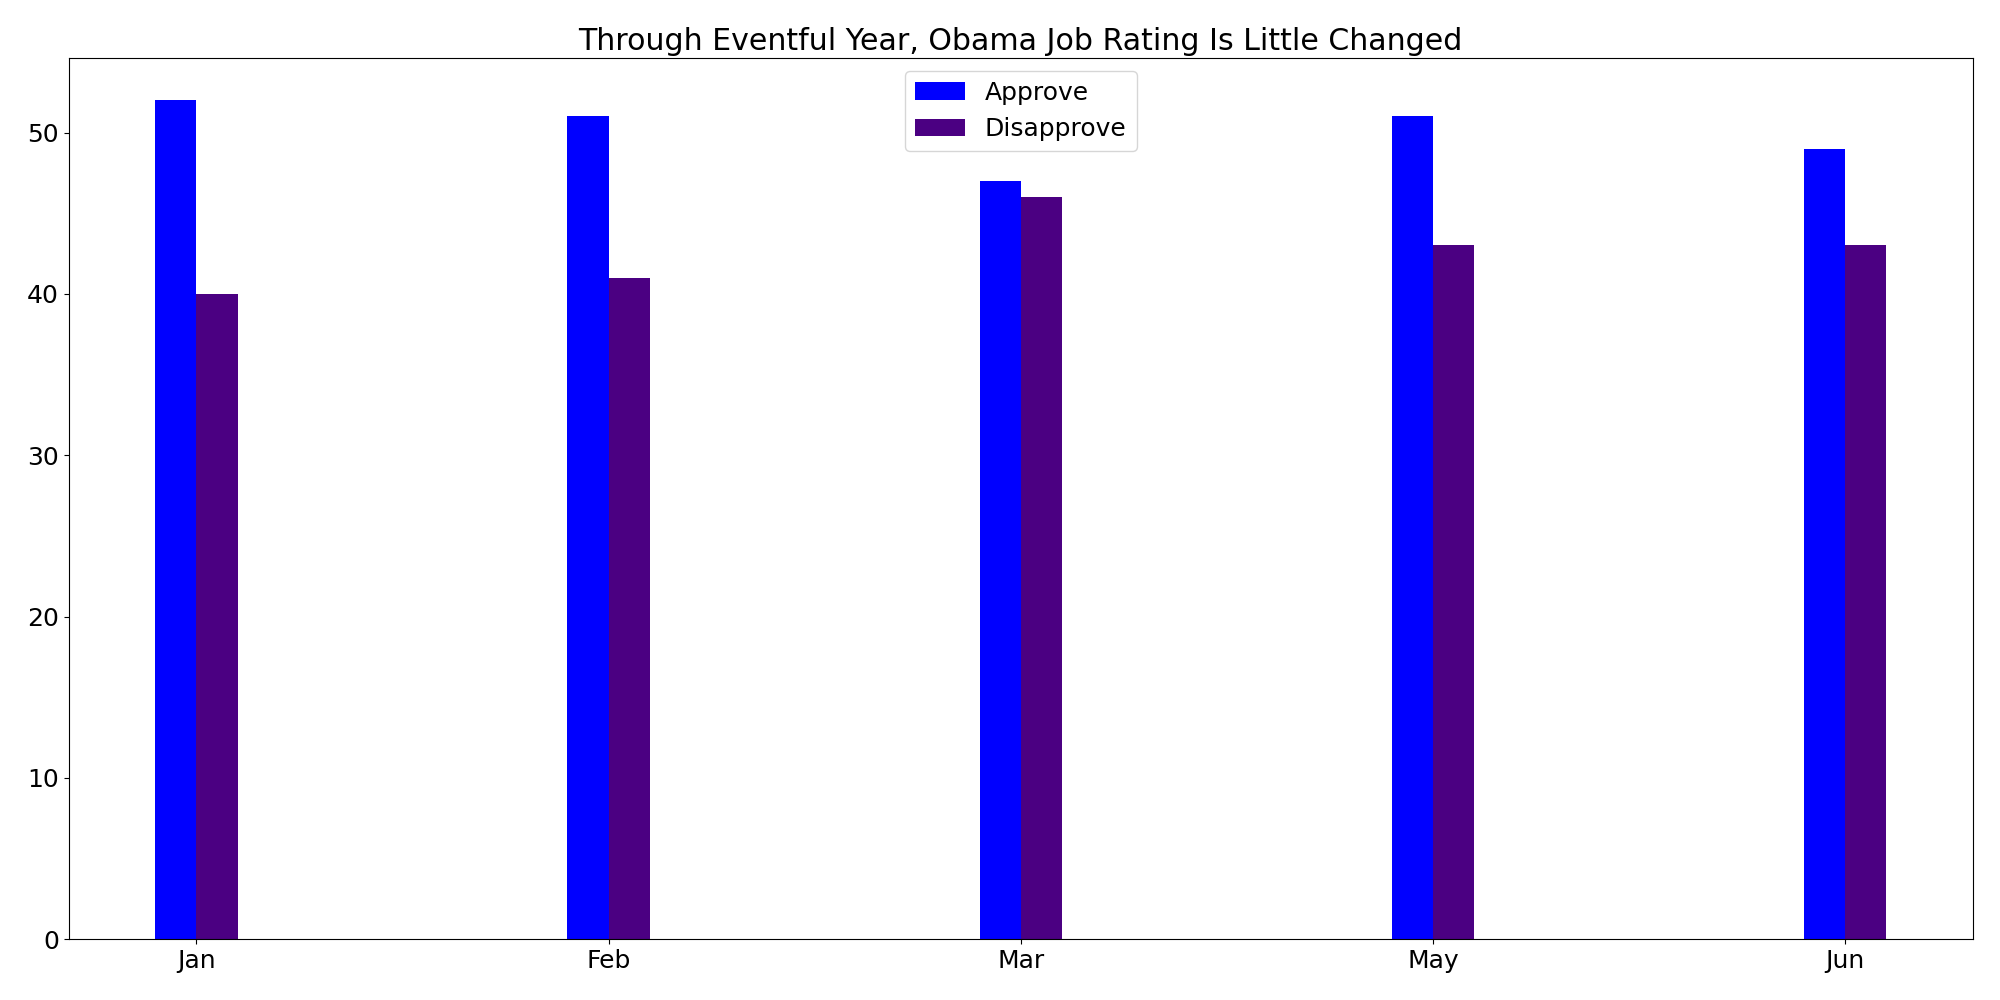 Through Eventful Year, Obama Job Rating Is Little Changed
Approve
Disapprove
50
40
30
20
10
0
Jan Feb Mar May Jun